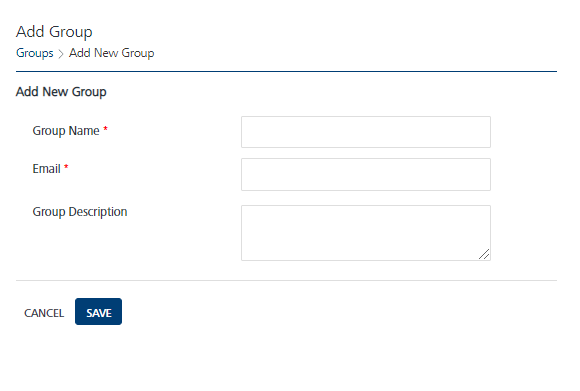 Add Group
Groups > Add New Group
Add New Group
Group Name *
Email *
Group Description
CANCEL SAVE